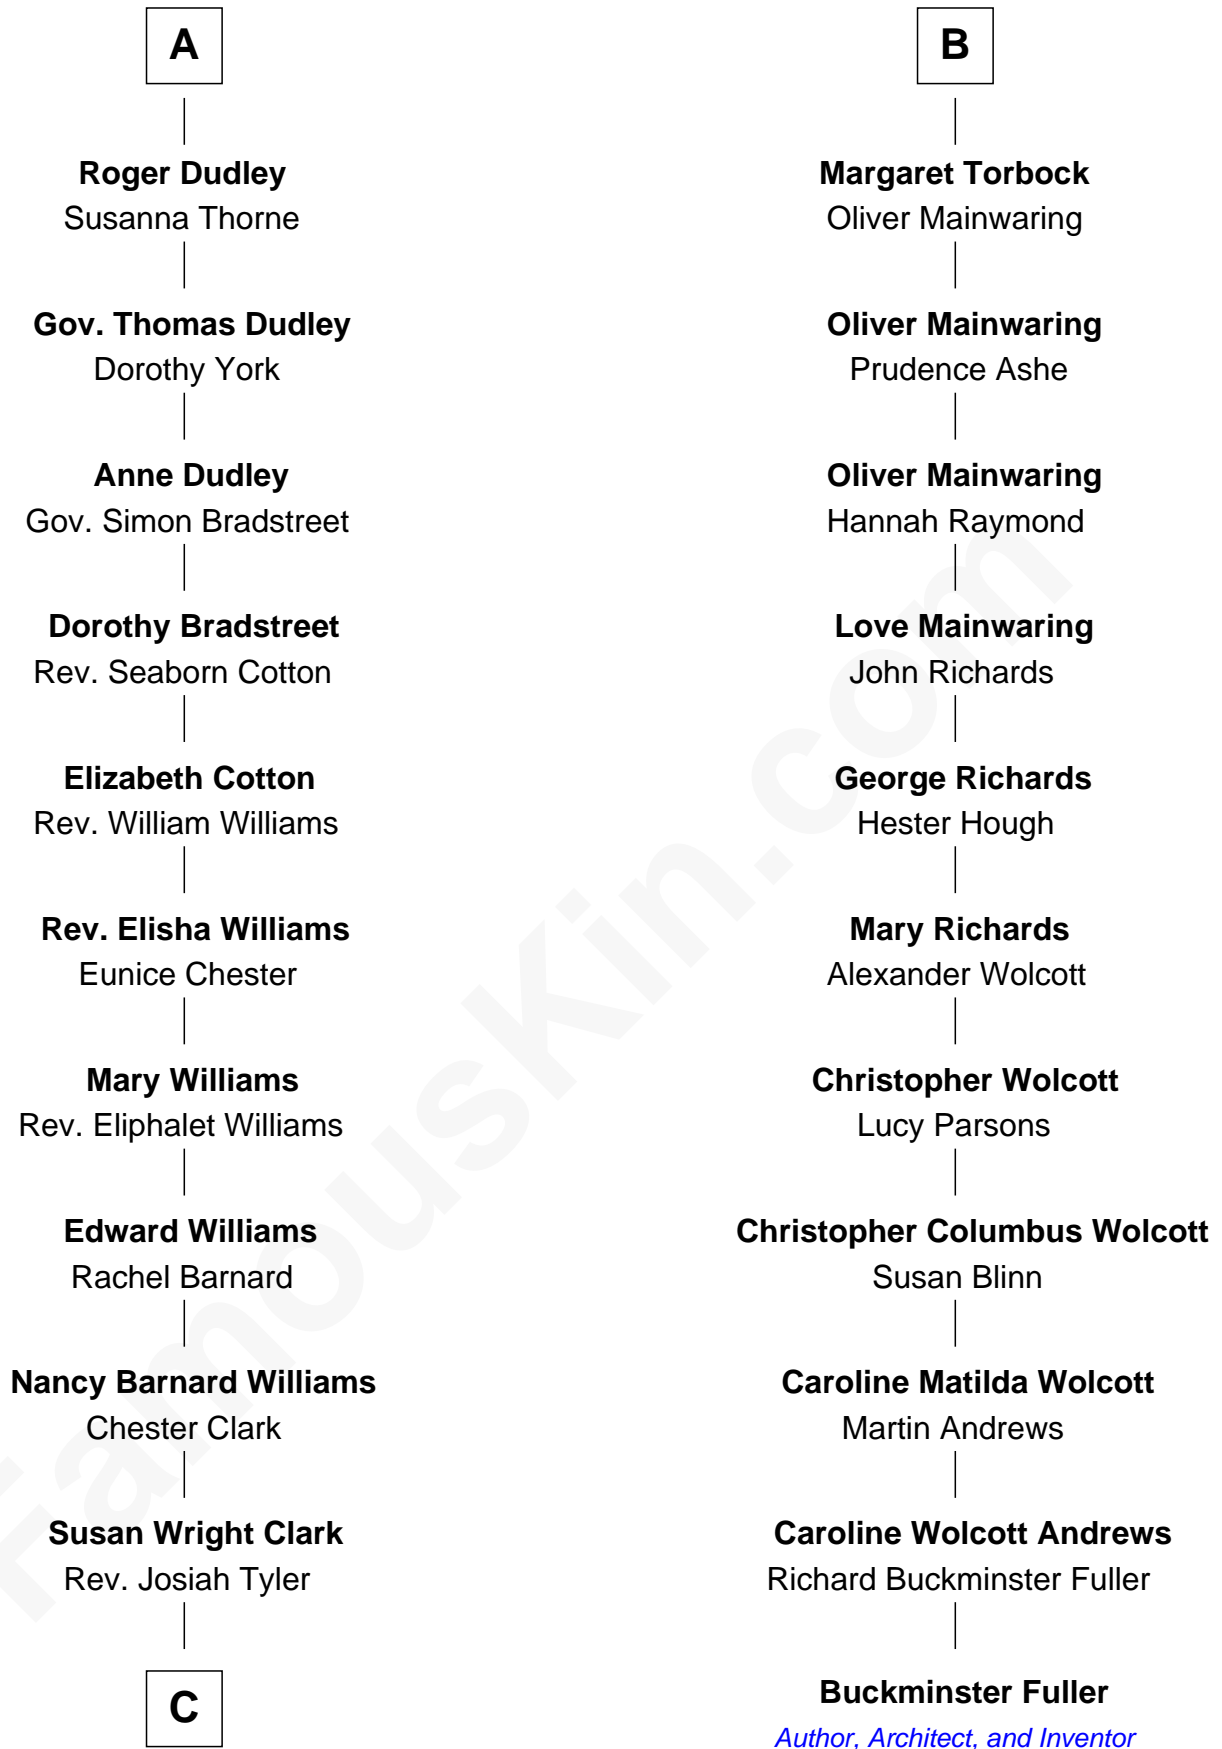 A
Roger Dudley
Susanna Thorne
Gov. Thomas Dudley
Dorothy York
Anne Dudley
Gov. Simon Bradstreet
Dorothy Bradstreet
Rev. Seaborn Cotton
Elizabeth Cotton
Rev. William Williams
Rev. Elisha Williams
Eunice Chester
Mary Williams
Rev. Eliphalet Williams
Edward Williams
Rachel Barnard
Nancy Barnard Williams
Chester Clark
Susan Wright Clark
Rev. Josiah Tyler
C
B
Margaret Torbock
Oliver Mainwaring
Oliver Mainwaring
Prudence Ashe
Oliver Mainwaring
Hannah Raymond
Love Mainwaring
John Richards
George Richards
Hester Hough
Mary Richards
Alexander Wolcott
Christopher Wolcott
Lucy Parsons
Christopher Columbus Wolcott
Susan Blinn
Caroline Matilda Wolcott
Martin Andrews
Caroline Wolcott Andrews
Richard Buckminster Fuller
Buckminster Fuller
Author, Architect, and Inventor
FamousKin.com